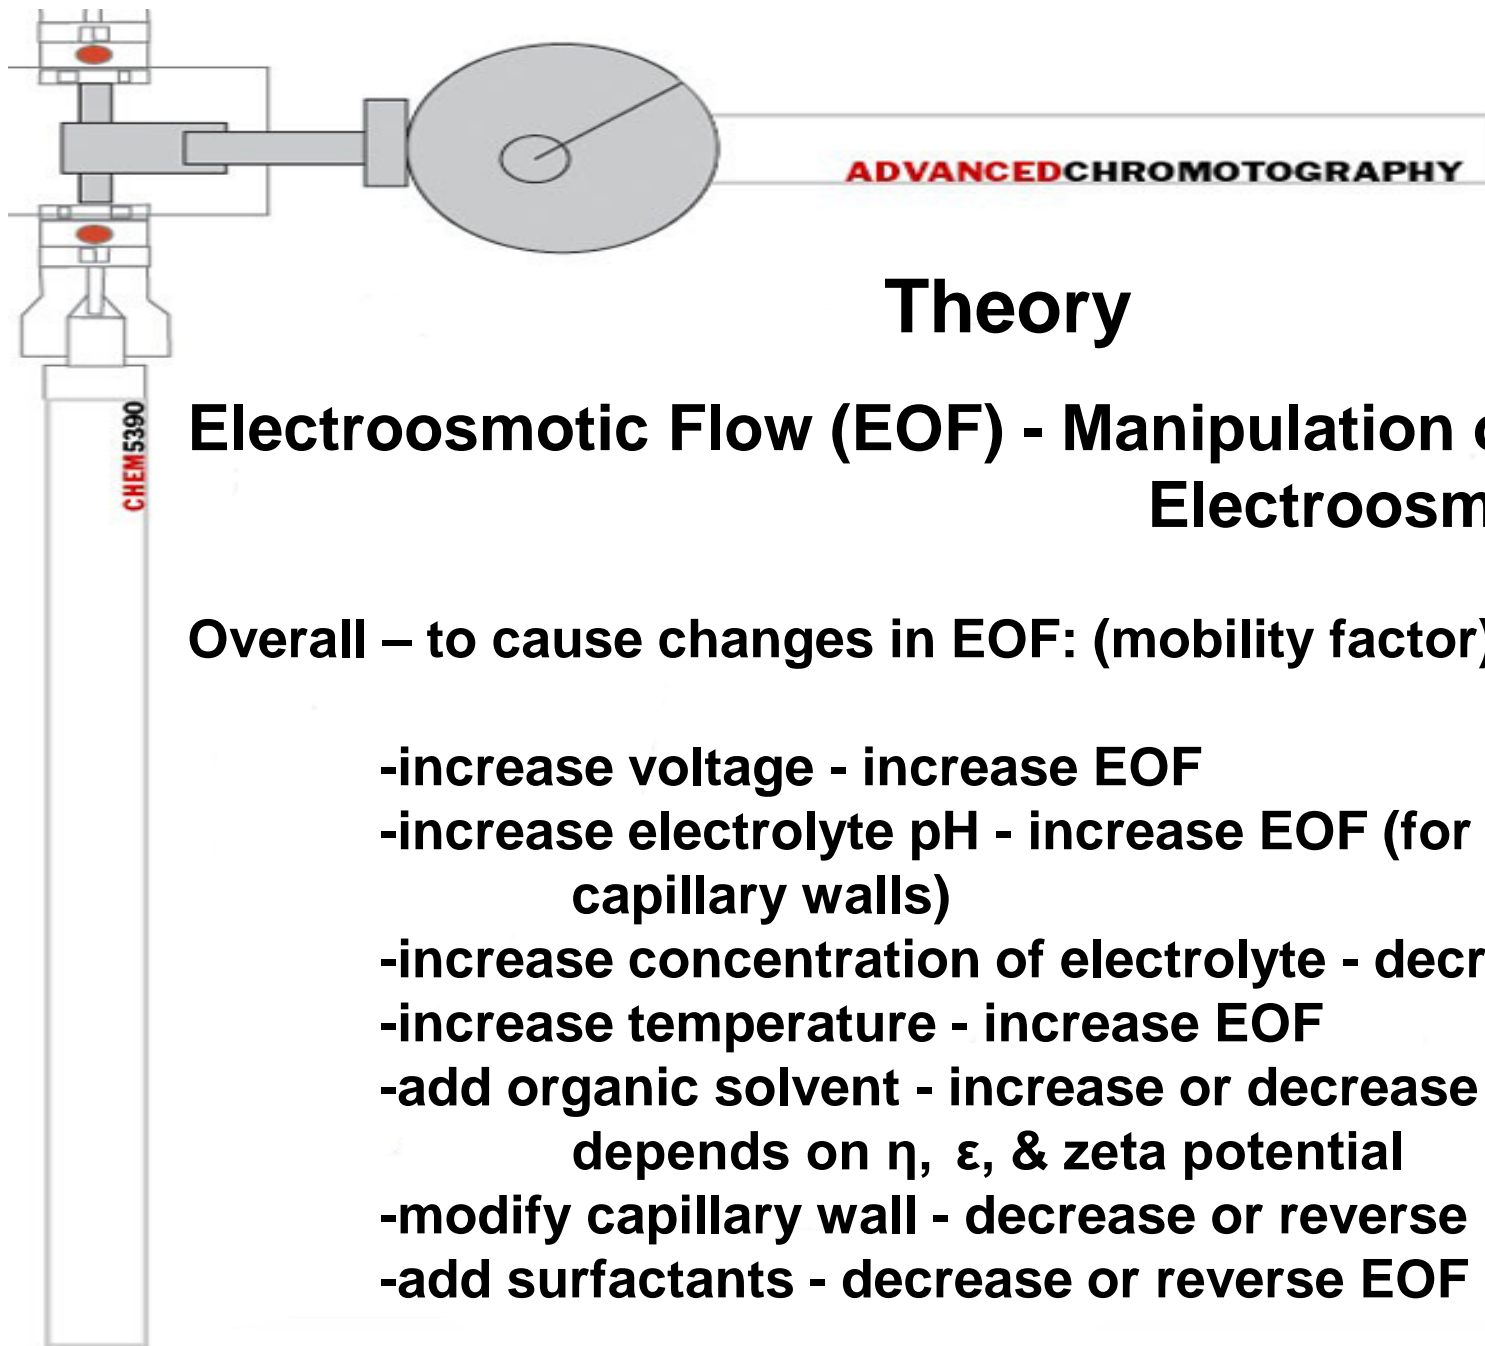 ADVANCEDCHROMOTOGRAPHY
Theory
CHEM5390
Electroosmotic Flow (EOF) - Manipulation
Electroosm
Overall – to cause changes in EOF: (mobility factor)
-increase voltage - increase EOF
-increase electrolyte pH - increase EOF (for
capillary walls)
-increase concentration of electrolyte - decr
-increase temperature - increase EOF
-add organic solvent - increase or decrease
depends on η, ε, & zeta potential
-modify capillary wall - decrease or reverse
-add surfactants - decrease or reverse EOF